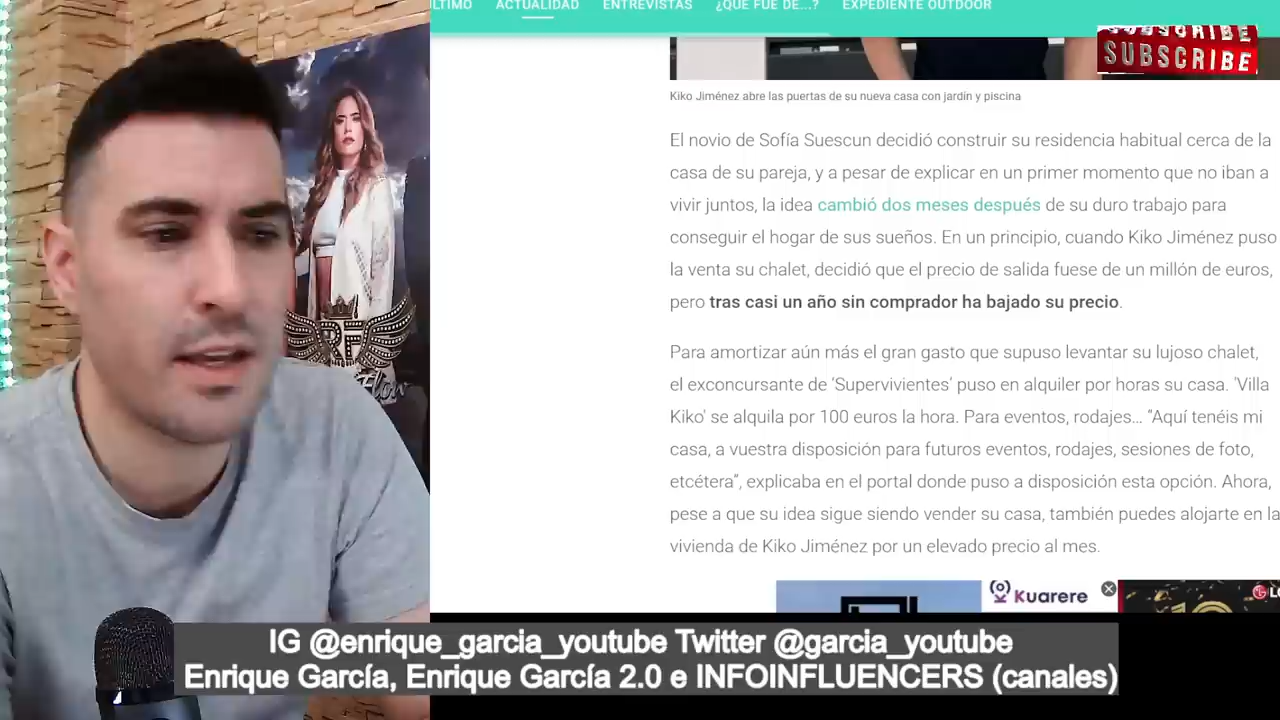 ÚLTIMO ACTUALIDAD ENTREVISTAS ¿QUÉ FUE DE...? EXPEDIENTE OUTDOOR
SUBSCRIBE
SUBSCRIBE
Kiko Jiménez abre las puertas de su nueva casa con jardín y piscina
El novio de Sofía Suescun decidió construir su residencia habitual cerca de la
casa de su pareja, y a pesar de explicar en un primer momento que no iban a
vivir juntos, la idea cambió dos meses después de su duro trabajo para
conseguir el hogar de sus sueños. En un principio, cuando Kiko Jiménez puso
la venta su chalet, decidió que el precio de salida fuese de un millón de euros,
pero tras casi un año sin comprador ha bajado su precio.
Para amortizar aún más el gran gasto que supuso levantar su lujoso chalet,
el exconcursante de ‘Supervivientes’ puso en alquiler por horas su casa. 'Villa
Kiko' se alquila por 100 euros la hora. Para eventos, rodajes… “Aquí tenéis mi
casa, a vuestra disposición para futuros eventos, rodajes, sesiones de foto,
etcétera”, explicaba en el portal donde puso a disposición esta opción. Ahora,
pese a que su idea sigue siendo vender su casa, también puedes alojarte en la
vivienda de Kiko Jiménez por un elevado precio al mes.
RF
Flow
Kuarere
LG
IG @enrique_garcia_youtube Twitter @garcia_youtube
Enrique García, Enrique García 2.0 e INFOINFLUENCERS (canales)